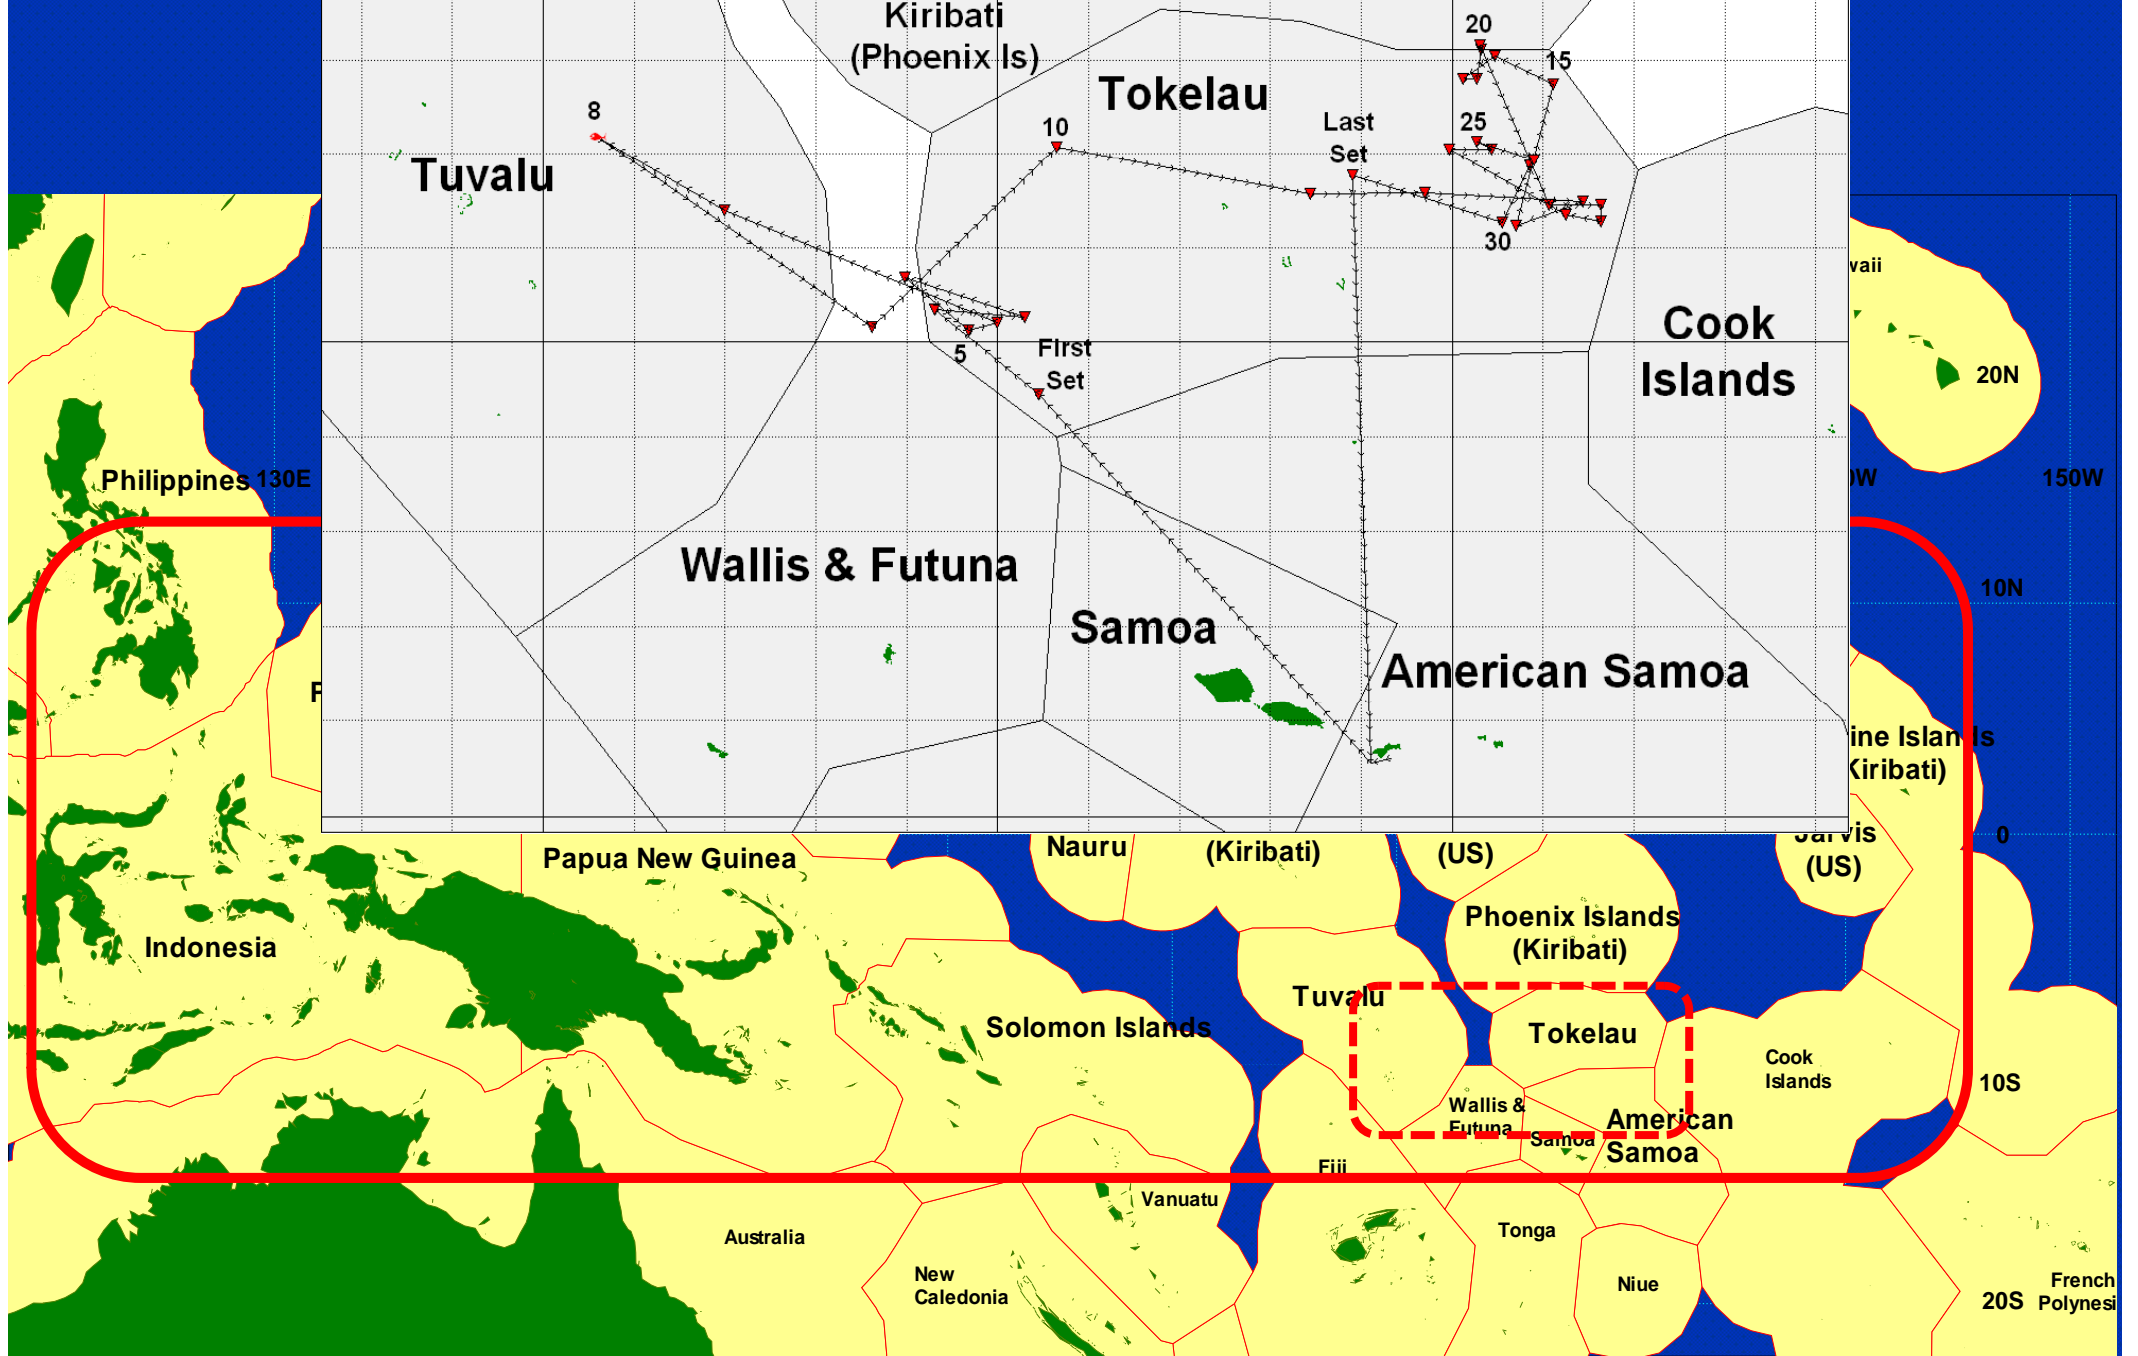 Kiribati
(Phoenix Is)
20
15
Tokelau
8
10
Last
Set
25
Tuvalu
30
5
First
Set
Cook
Islands
Wallis & Futuna
Samoa
American Samoa
20N
Philippines
130E
150W
10N
Islands
Kiribati)
0
Jarvis
(US)
Papua New Guinea
Nauru
(Kiribati)
(US)
Phoenix Islands
(Kiribati)
Indonesia
Tuvalu
Solomon Islands
Tokelau
Cook
Islands
10S
Wallis &
Futuna
Samoa
American
Samoa
Fiji
Vanuatu
Australia
Tonga
New
Caledonia
Niue
20S
French
Polynesi